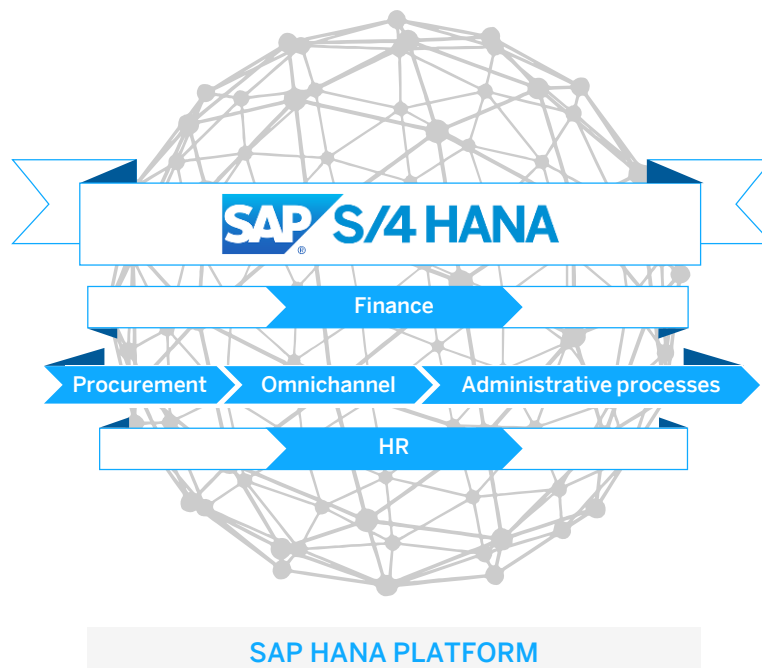 SAP® S/4 HANA
Finance
Procurement Omnichannel Administrative processes
HR
SAP HANA PLATFORM